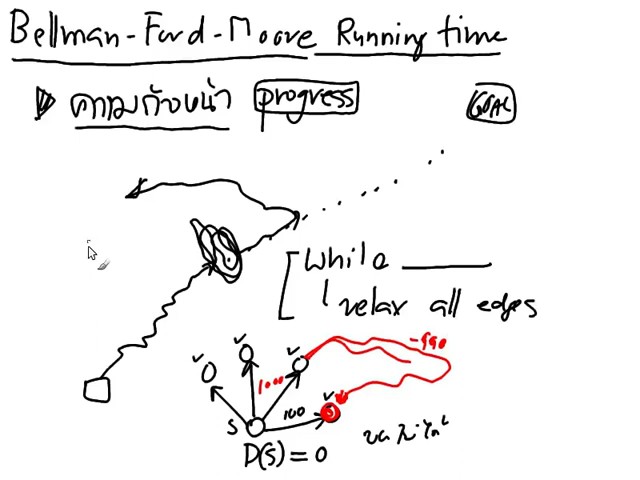 Bellman-Ford-Moore Running time
ความก้าวหน้า progress GOAL
while
relax all edges
-990
1000
100
S
D(S) = 0